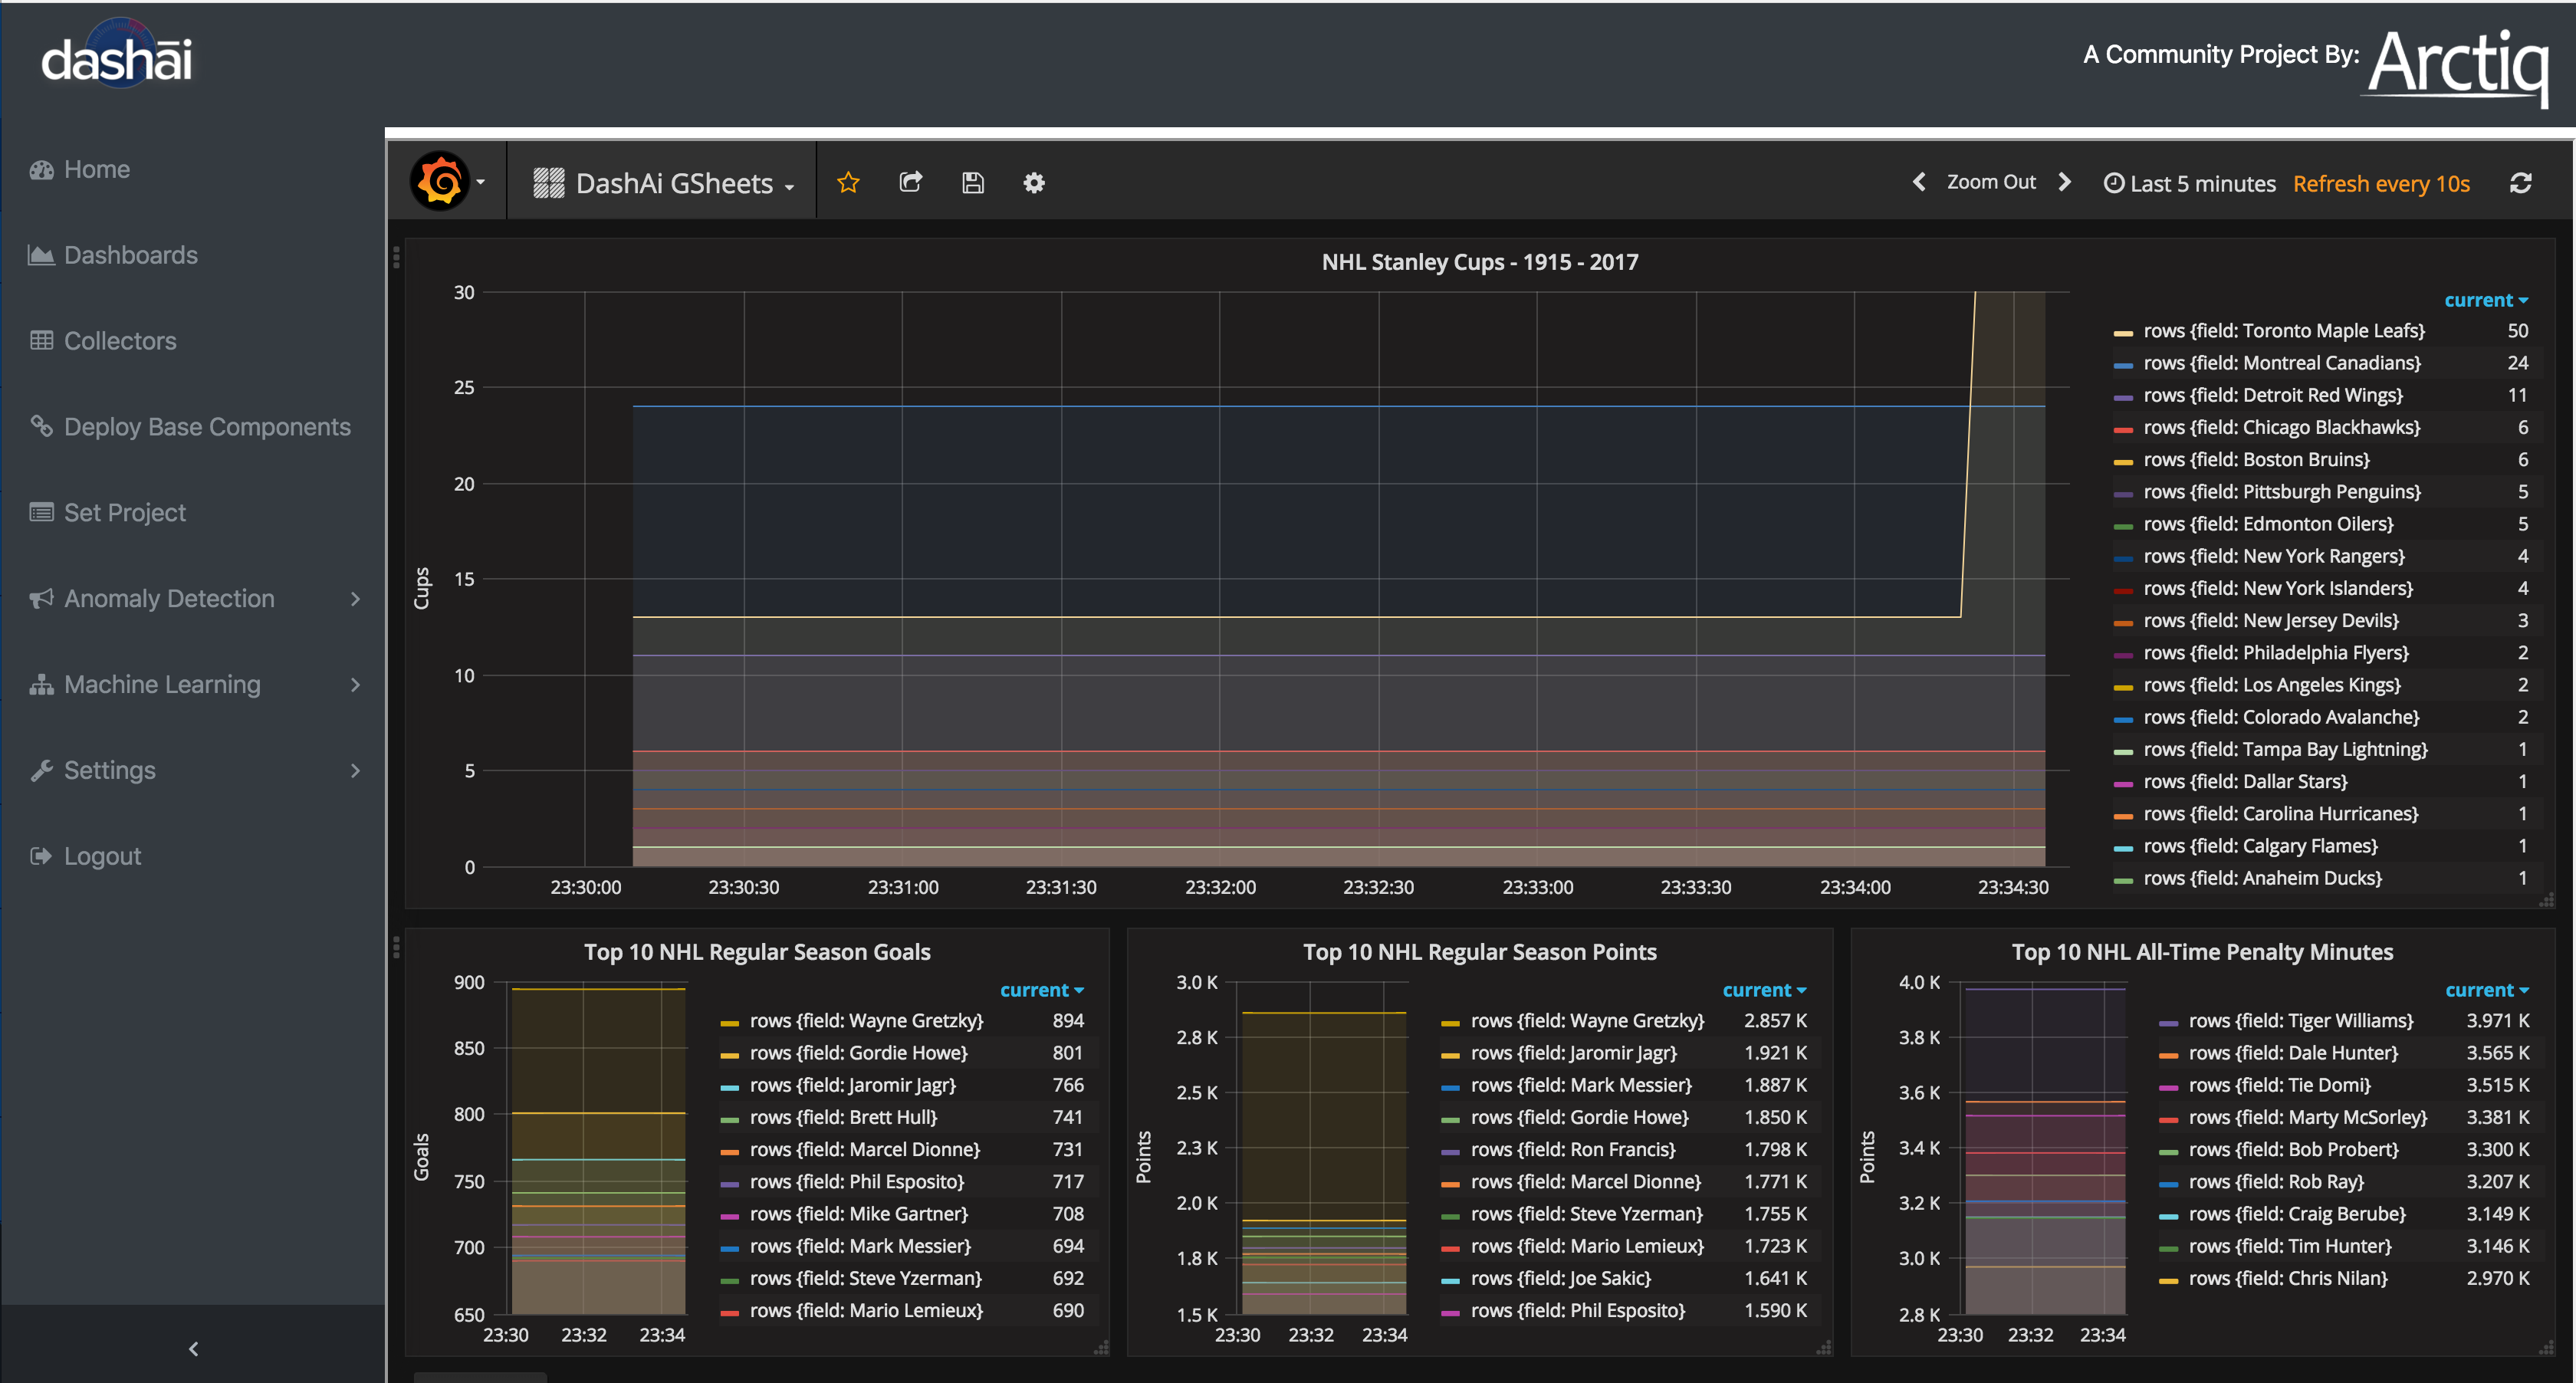 dashāi
A Community Project By: Arctiq
Home
Dashboards
Collectors
Deploy Base Components
Set Project
Anomaly Detection
Machine Learning
Settings
Logout
DashAi GSheets
Zoom Out
Last 5 minutes Refresh every 10s
NHL Stanley Cups - 1915 - 2017
Cups
30
25
20
15
10
5
0
23:30:00 23:30:30 23:31:00 23:31:30 23:32:00 23:32:30 23:33:00 23:33:30 23:34:00 23:34:30
current
rows {field: Toronto Maple Leafs} 50
rows {field: Montreal Canadians} 24
rows {field: Detroit Red Wings} 11
rows {field: Chicago Blackhawks} 6
rows {field: Boston Bruins} 6
rows {field: Pittsburgh Penguins} 5
rows {field: Edmonton Oilers} 5
rows {field: New York Rangers} 4
rows {field: New York Islanders} 4
rows {field: New Jersey Devils} 3
rows {field: Philadelphia Flyers} 2
rows {field: Los Angeles Kings} 2
rows {field: Colorado Avalanche} 2
rows {field: Tampa Bay Lightning} 1
rows {field: Dallar Stars} 1
rows {field: Carolina Hurricanes} 1
rows {field: Calgary Flames} 1
rows {field: Anaheim Ducks} 1
Top 10 NHL Regular Season Goals
Goals
900
850
800
750
700
650
23:30 23:32 23:34
current
rows {field: Wayne Gretzky} 894
rows {field: Gordie Howe} 801
rows {field: Jaromir Jagr} 766
rows {field: Brett Hull} 741
rows {field: Marcel Dionne} 731
rows {field: Phil Esposito} 717
rows {field: Mike Gartner} 708
rows {field: Mark Messier} 694
rows {field: Steve Yzerman} 692
rows {field: Mario Lemieux} 690
Top 10 NHL Regular Season Points
Points
3.0 K
2.8 K
2.5 K
2.3 K
2.0 K
1.8 K
1.5 K
23:30 23:32 23:34
current
rows {field: Wayne Gretzky} 2.857 K
rows {field: Jaromir Jagr} 1.921 K
rows {field: Mark Messier} 1.887 K
rows {field: Gordie Howe} 1.850 K
rows {field: Ron Francis} 1.798 K
rows {field: Marcel Dionne} 1.771 K
rows {field: Steve Yzerman} 1.755 K
rows {field: Mario Lemieux} 1.723 K
rows {field: Joe Sakic} 1.641 K
rows {field: Phil Esposito} 1.590 K
Top 10 NHL All-Time Penalty Minutes
Points
4.0 K
3.8 K
3.6 K
3.4 K
3.2 K
3.0 K
2.8 K
23:30 23:32 23:34
current
rows {field: Tiger Williams} 3.971 K
rows {field: Dale Hunter} 3.565 K
rows {field: Tie Domi} 3.515 K
rows {field: Marty McSorley} 3.381 K
rows {field: Bob Probert} 3.300 K
rows {field: Rob Ray} 3.207 K
rows {field: Craig Berube} 3.149 K
rows {field: Tim Hunter} 3.146 K
rows {field: Chris Nilan} 2.970 K